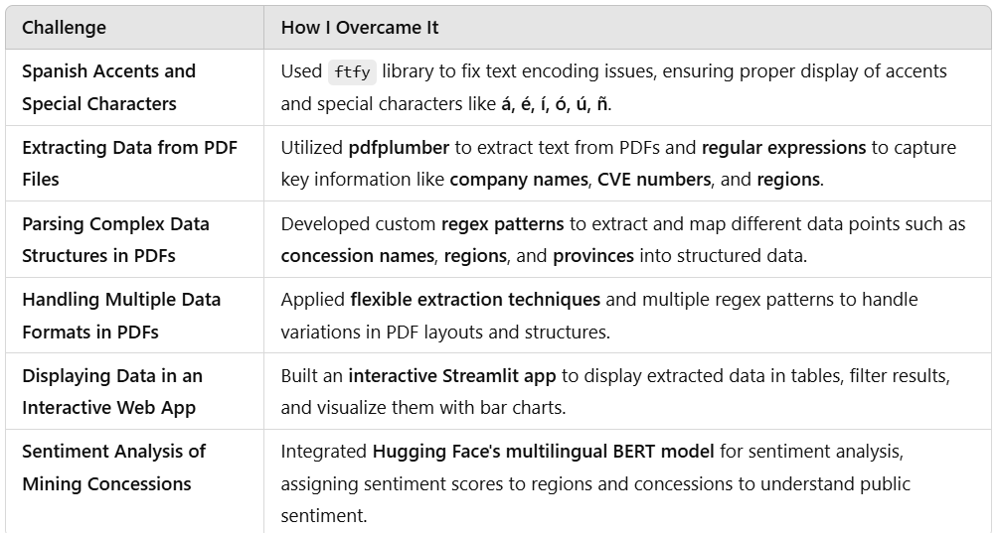 Challenge
How I Overcame It
Spanish Accents and
Special Characters
Used ftfy library to fix text encoding issues, ensuring proper display of accents
and special characters like á, é, í, ó, ú, ñ.
Extracting Data from PDF
Files
Utilized pdfplumber to extract text from PDFs and regular expressions to capture
key information like company names, CVE numbers, and regions.
Parsing Complex Data
Structures in PDFs
Developed custom regex patterns to extract and map different data points such as
concession names, regions, and provinces into structured data.
Handling Multiple Data
Formats in PDFs
Applied flexible extraction techniques and multiple regex patterns to handle
variations in PDF layouts and structures.
Displaying Data in an
Interactive Web App
Built an interactive Streamlit app to display extracted data in tables, filter results,
and visualize them with bar charts.
Sentiment Analysis of
Mining Concessions
Integrated Hugging Face's multilingual BERT model for sentiment analysis,
assigning sentiment scores to regions and concessions to understand public
sentiment.